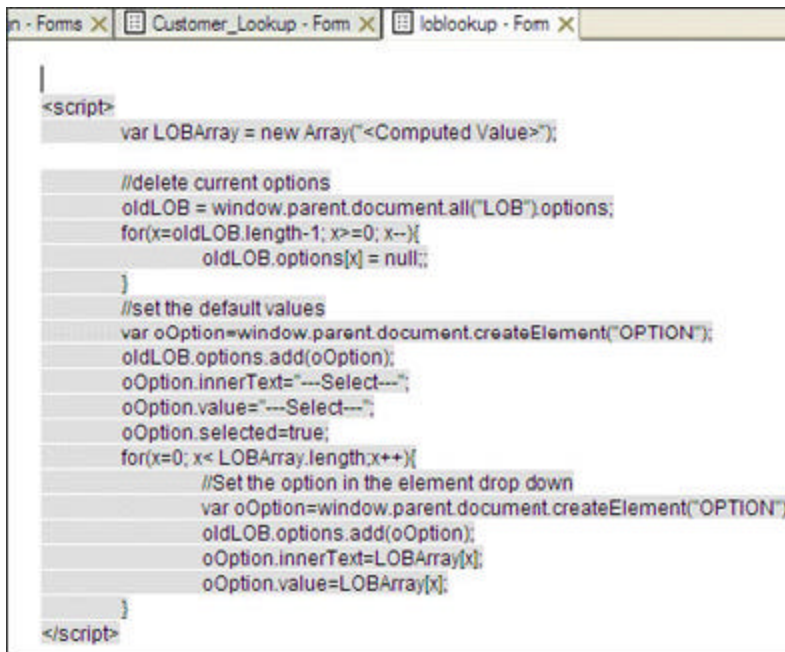 n - Forms Customer_Lookup - Form loblookup - Form
<script>
var LOBArray = new Array("<Computed Value>");
//delete current options
oldLOB = window.parent.document.all("LOB").options;
for(x=oldLOB.length-1; x>=0; x--){
oldLOB.options[x] = null;;
}
//set the default values
var oOption=window.parent.document.createElement("OPTION");
oldLOB.options.add(oOption);
oOption.innerText="---Select---";
oOption.value="---Select---";
oOption.selected=true;
for(x=0; x< LOBArray.length;x++){
//Set the option in the element drop down
var oOption=window.parent.document.createElement("OPTION")
oldLOB.options.add(oOption);
oOption.innerText=LOBArray[x];
oOption.value=LOBArray[x];
}
</script>